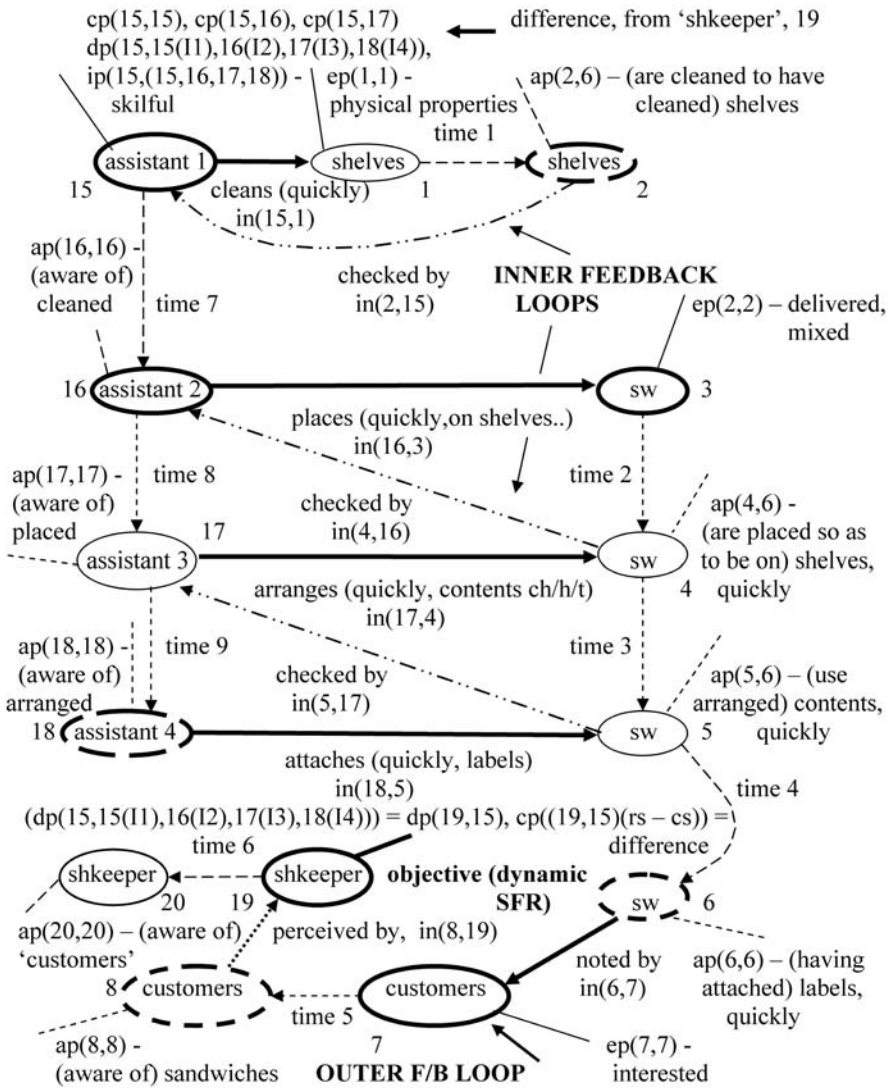 cp(15,15), cp(15,16), cp(15,17)
dp(15,15(I1),16(I2),17(I3),18(I4)),
ip(15,(15,16,17,18)) -
skilful
difference, from ‘shkeeper’, 19
ep(1,1) -
physical properties
time 1
ap(2,6) – (are cleaned to have
cleaned) shelves
assistant 1
shelves
shelves
15
cleans (quickly)
in(15,1)
1
2
ap(16,16) -
(aware of)
cleaned
time 7
checked by
in(2,15)
INNER FEEDBACK
LOOPS
ep(2,2) – delivered,
mixed
16
assistant 2
sw
3
places (quickly,on shelves..)
in(16,3)
ap(17,17) -
(aware of)
placed
time 8
time 2
checked by
in(4,16)
ap(4,6) -
(are placed so as
to be on) shelves,
quickly
17
assistant 3
sw
4
arranges (quickly, contents ch/h/t)
in(17,4)
ap(18,18) -
(aware of)
arranged
time 9
time 3
checked by
in(5,17)
ap(5,6) – (use
arranged) contents,
quickly
18
assistant 4
sw
5
attaches (quickly, labels)
in(18,5)
time 4
(dp(15,15(I1),16(I2),17(I3),18(I4))) = dp(19,15), cp((19,15)(rs – cs)) =
difference
time 6
shkeeper
shkeeper
objective (dynamic
SFR)
20
19
sw
6
ap(20,20) – (aware of)
‘customers’
perceived by, in(8,19)
noted by
in(6,7)
ap(6,6) – (having
attached) labels,
quickly
8
customers
customers
time 5
7
ap(8,8) –
(aware of) sandwiches
OUTER F/B LOOP
ep(7,7) -
interested